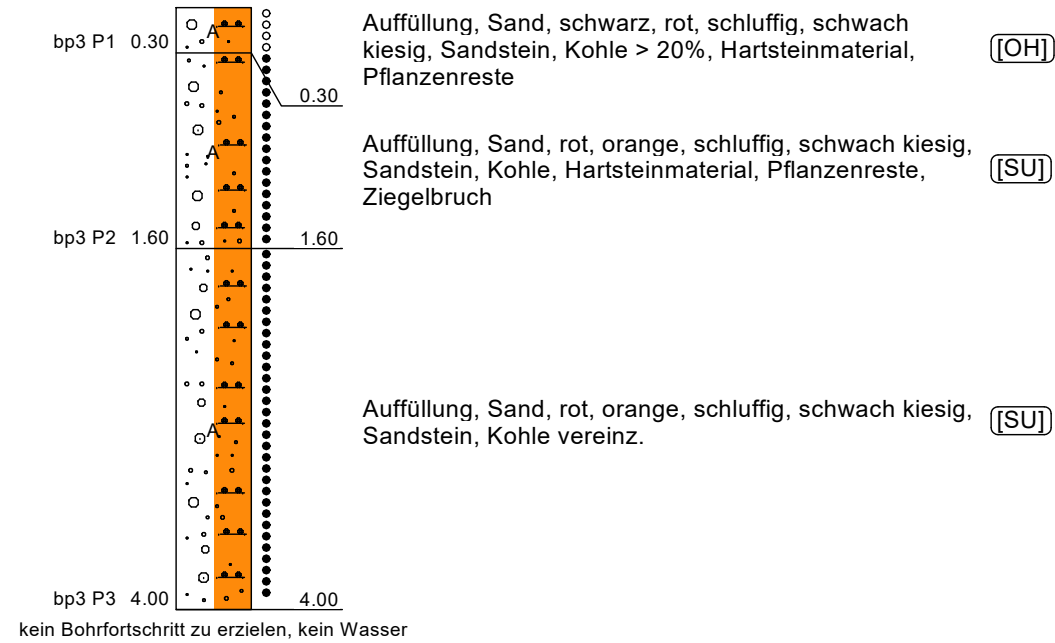 Auffüllung, Sand, schwarz, rot, schluffig, schwach
kiesig, Sandstein, Kohle > 20%, Hartsteinmaterial,
Pflanzenreste
[OH]
A
bp3 P1 0.30
0.30
Auffüllung, Sand, rot, orange, schluffig, schwach kiesig,
Sandstein, Kohle, Hartsteinmaterial, Pflanzenreste,
Ziegelbruch
[SU]
A
bp3 P2 1.60
1.60
Auffüllung, Sand, rot, orange, schluffig, schwach kiesig,
Sandstein, Kohle vereinz.
[SU]
A
bp3 P3 4.00
4.00
kein Bohrfortschritt zu erzielen, kein Wasser